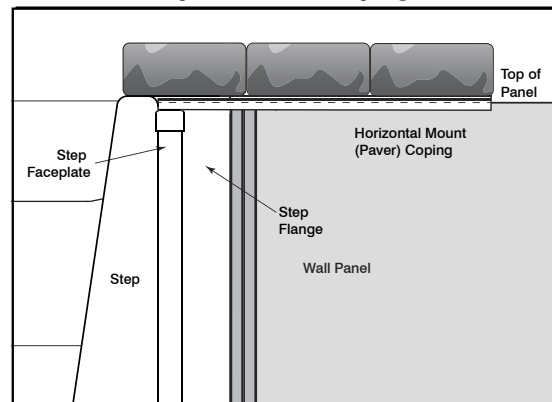 Top of
Panel
Horizontal Mount
(Paver) Coping
Step
Faceplate
Step
Flange
Wall Panel
Step